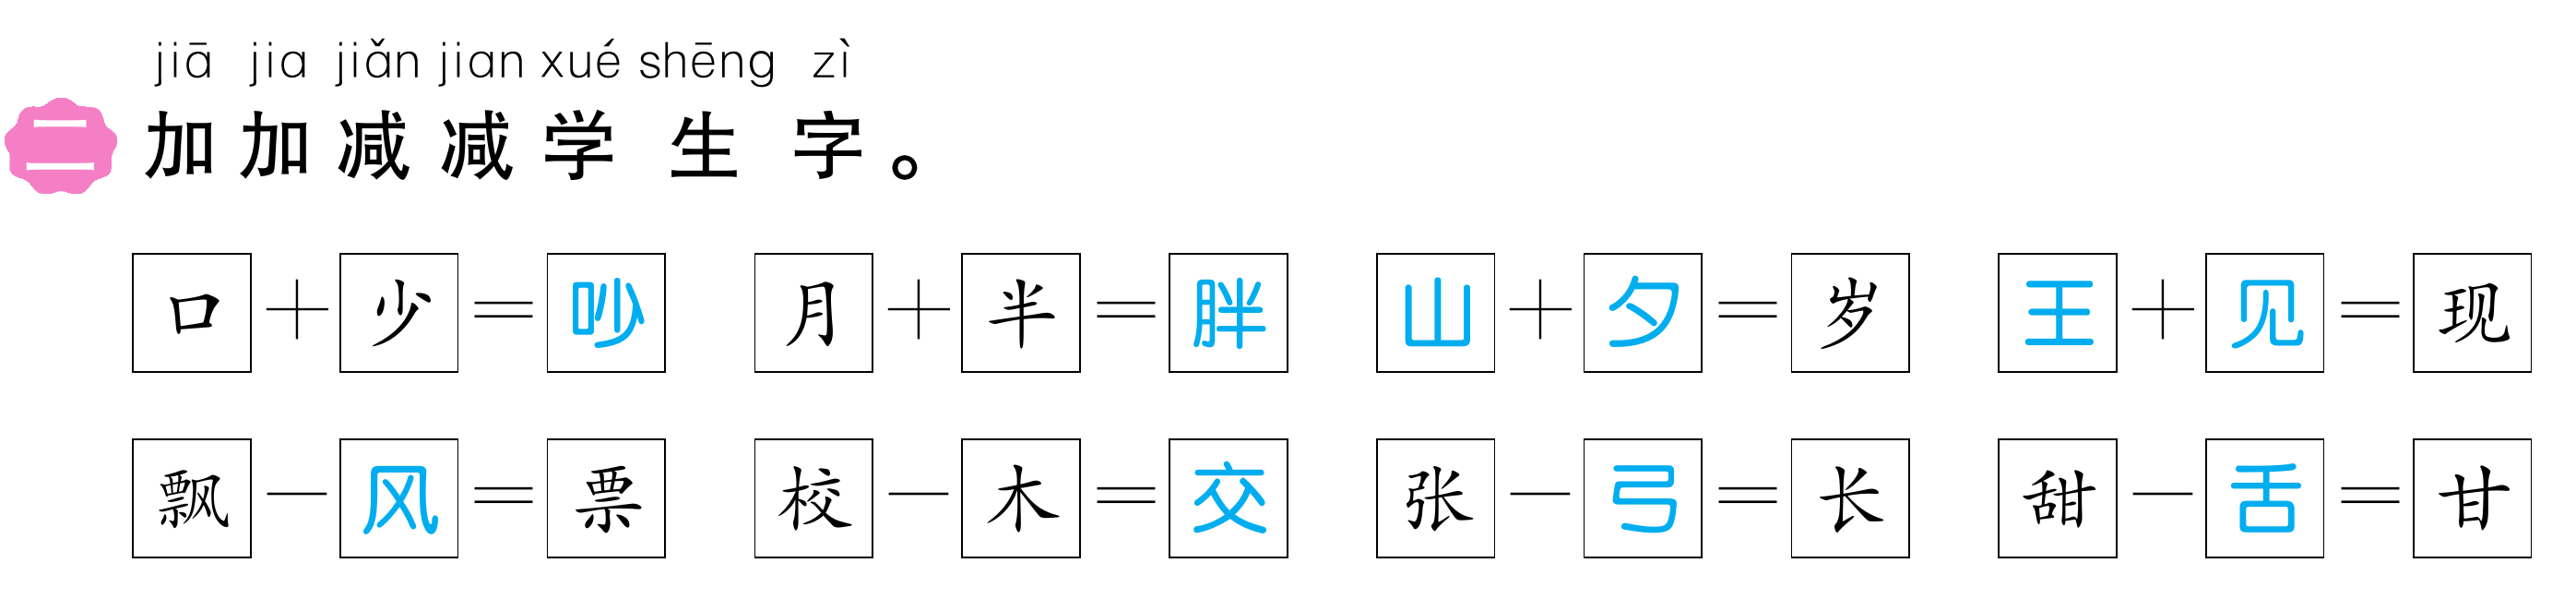 jiā jia jiǎn jian xué shēng zì
二 加加减减学生字。
口+少=吵 月+半=胖 山+夕=岁 王+见=现
飘-风=票 校-木=交 张-弓=长 甜-舌=甘